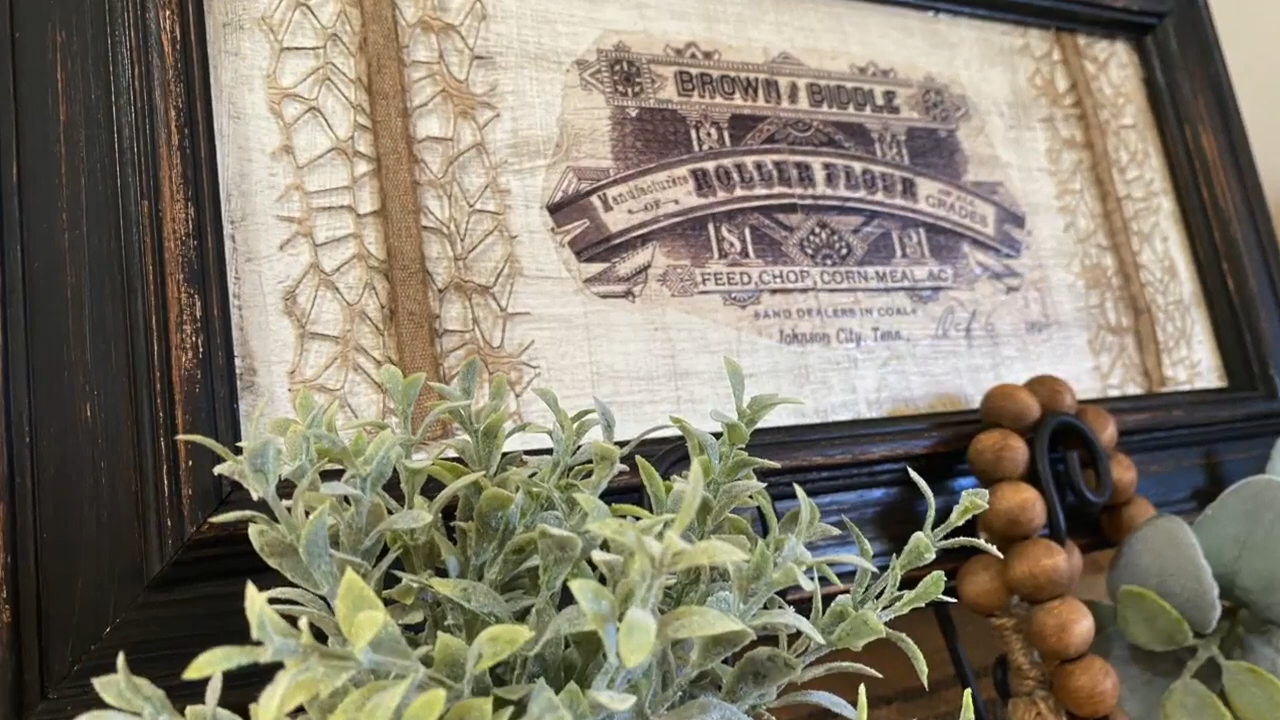 BROWN & BIDDLE
Manufacturers
OF
ROLLER FLOUR
OF ALL
GRADES
FEED, CHOP, CORN-MEAL, &C
AND DEALERS IN COAL
Johnson City, Tenn.,